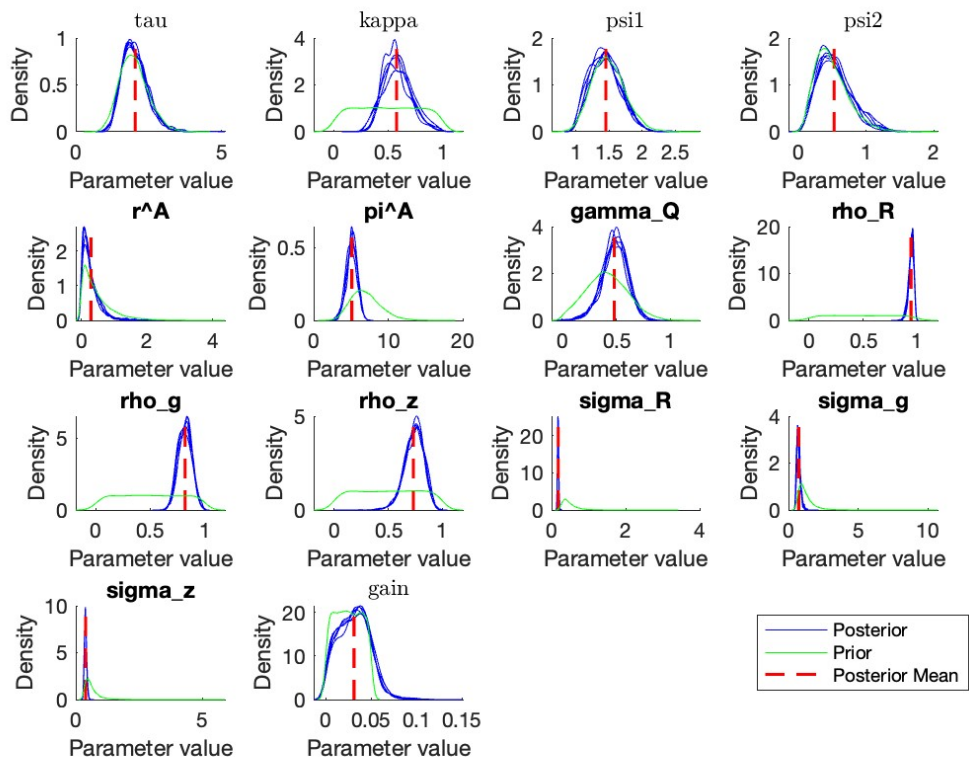 tau kappa psi1 psi2
1 4 2 2
Density 0.5 Density 2 Density 1 Density 1
0 0 0 0
5 0 0.5 1 1 1.5 2 2.5 0 1 2
Parameter value Parameter value Parameter value Parameter value
r^A pi^A gamma_Q rho_R
4 20
Density 2 1 0 Density 0.5 0 Density 2 0 Density 10 0
0 2 4 0 10 20 0 0.5 1 0 0.5 1
Parameter value Parameter value Parameter value Parameter value
rho_g rho_z sigma_R sigma_g
Density 5 0 Density 5 0 Density 20 10 0 Density 4 2 0
0 0.5 1 0 0.5 1 0 2 4 0 5 10
Parameter value Parameter value Parameter value Parameter value
sigma_z gain
Density 10 5 0 Density 20 10 0
0 5 0 0.05 0.1 0.15
Parameter value Parameter value
Posterior
Prior
Posterior Mean